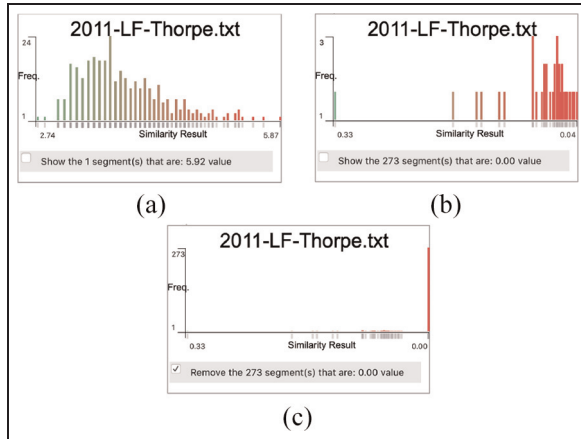 2011-LF-Thorpe.txt
24
Freq.
1
2.74
Similarity Result
5.87
Show the 1 segment(s) that are: 5.92 value
(a)
2011-LF-Thorpe.txt
3
Freq.
1
0.33
Similarity Result
0.04
Show the 273 segment(s) that are: 0.00 value
(b)
2011-LF-Thorpe.txt
273
Freq.
1
0.33
Similarity Result
0.00
Remove the 273 segment(s) that are: 0.00 value
(c)